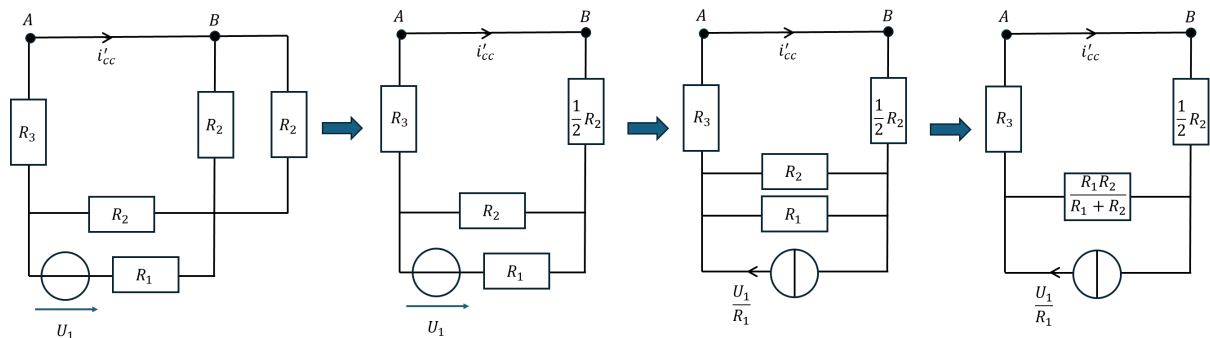 A B
i'cc
R3
R2 R2
R2
R1
U1
A B
i'cc
R3
1/2 R2
R2
R1
U1
A B
i'cc
R3
1/2 R2
R2
R1
U1/R1
A B
i'cc
R3
1/2 R2
R1R2/R1 + R2
U1/R1